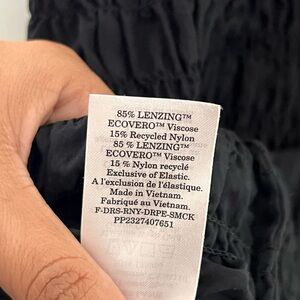 85% LENZING™
ECOVERO™ Viscose
15% Recycled Nylon
85 % LENZING™
ECOVERO™ Viscose
15 % Nylon recyclé
Exclusive of Elastic.
A l'exclusion de l'élastique.
Made in Vietnam.
Fabriqué au Vietnam.
F-DRS-RNY-DRPE-SMCK
PP2327407651